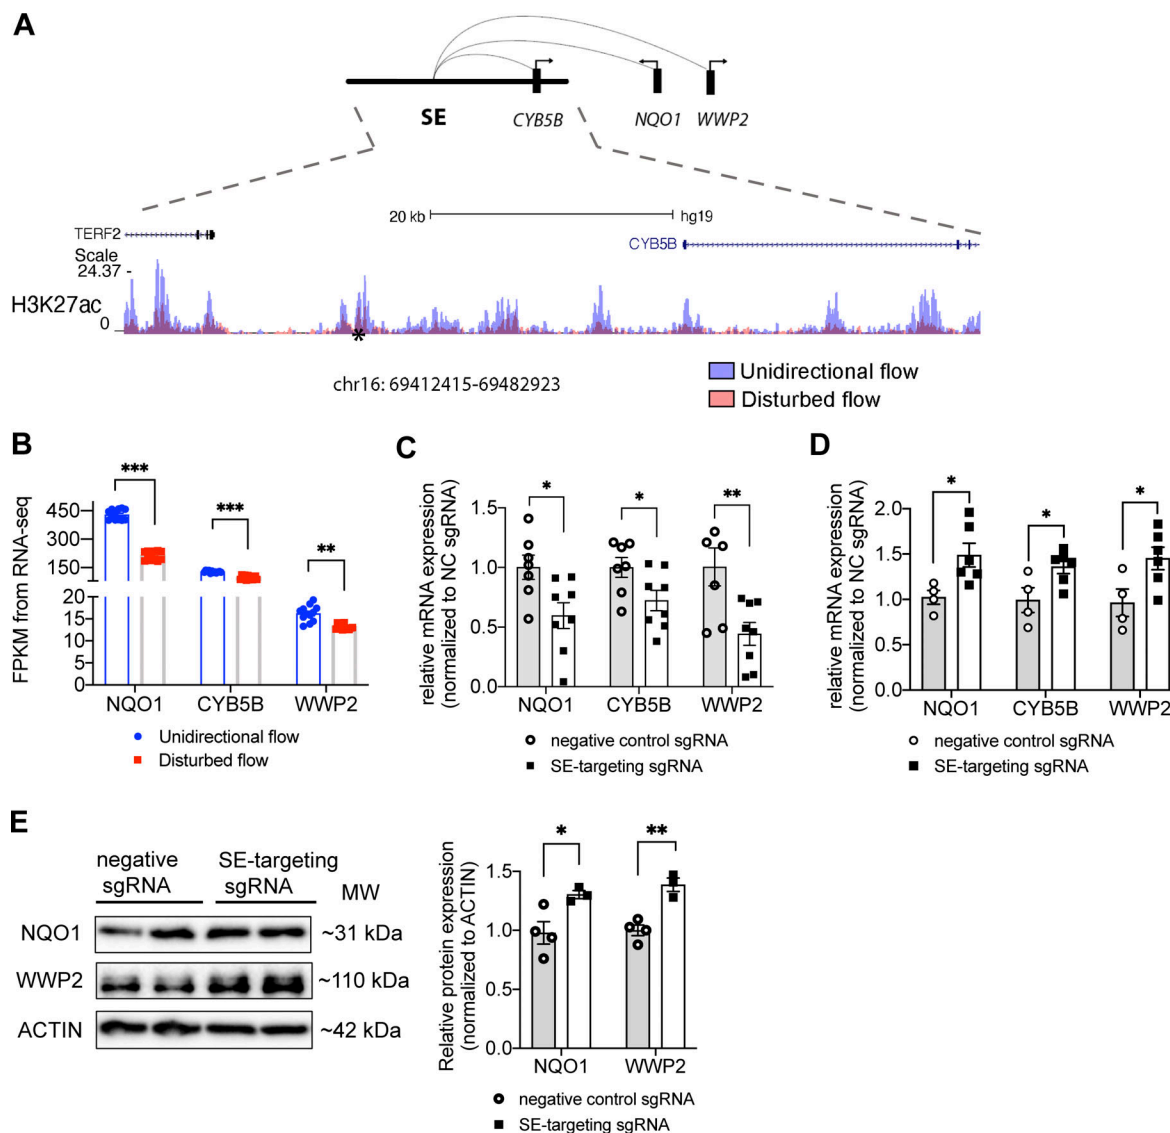 A
SE
CYB5B
NQO1
WWP2
20 kb
hg19
TERF2
CYB5B
Scale
24.37 -
H3K27ac
0
*
chr16: 69412415-69482923
Unidirectional flow
Disturbed flow
B
FPKM from RNA-seq
450
300
150
20
15
10
5
0
***
***
**
NQO1
CYB5B
WWP2
Unidirectional flow
Disturbed flow
C
relative mRNA expression
(normalized to NC sgRNA)
1.5
1.0
0.5
0.0
*
*
**
NQO1
CYB5B
WWP2
negative control sgRNA
SE-targeting sgRNA
D
relative mRNA expression
(normalized to NC sgRNA)
2.0
1.5
1.0
0.5
0.0
*
*
*
NQO1
CYB5B
WWP2
negative control sgRNA
SE-targeting sgRNA
E
negative
sgRNA
SE-targeting
sgRNA
MW
NQO1
~31 kDa
WWP2
~110 kDa
ACTIN
~42 kDa
Relative protein expression
(normalized to ACTIN)
1.5
1.0
0.5
0.0
*
**
NQO1
WWP2
negative control sgRNA
SE-targeting sgRNA